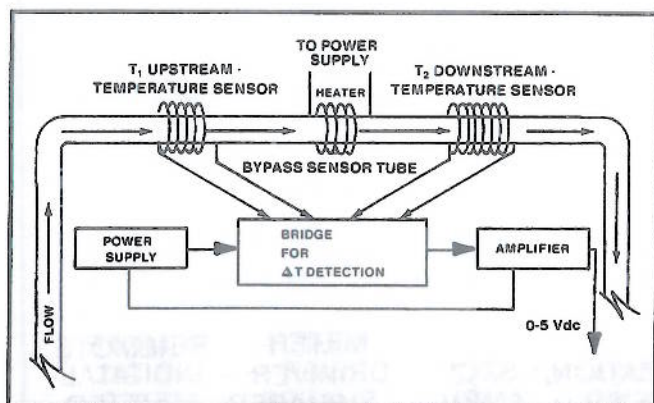 TO POWER
SUPPLY
T₁ UPSTREAM -
TEMPERATURE SENSOR
HEATER
T₂ DOWNSTREAM -
TEMPERATURE SENSOR
BYPASS SENSOR TUBE
POWER
SUPPLY
BRIDGE
FOR
ΔT DETECTION
AMPLIFIER
FLOW
0-5 Vdc